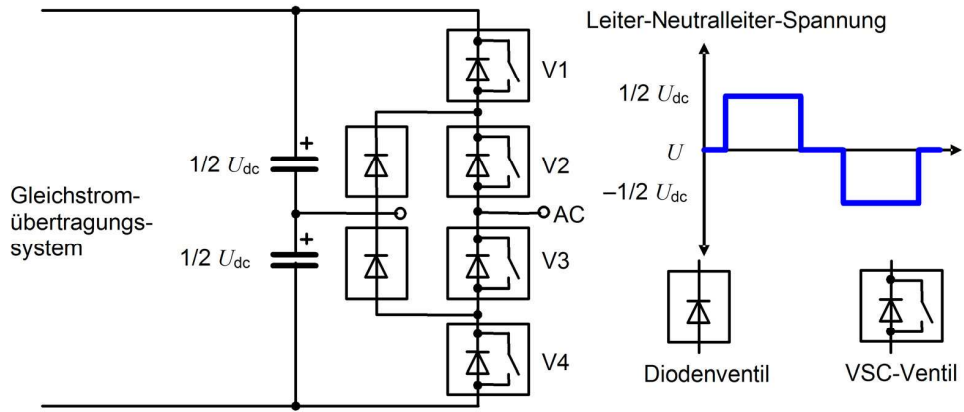 Leiter-Neutralleiter-Spannung
V1
1/2 Udc
+
1/2 Udc
V2
U
Gleichstrom-
übertragungs-
system
AC
–1/2 Udc
+
1/2 Udc
V3
V4
Diodenventil
VSC-Ventil